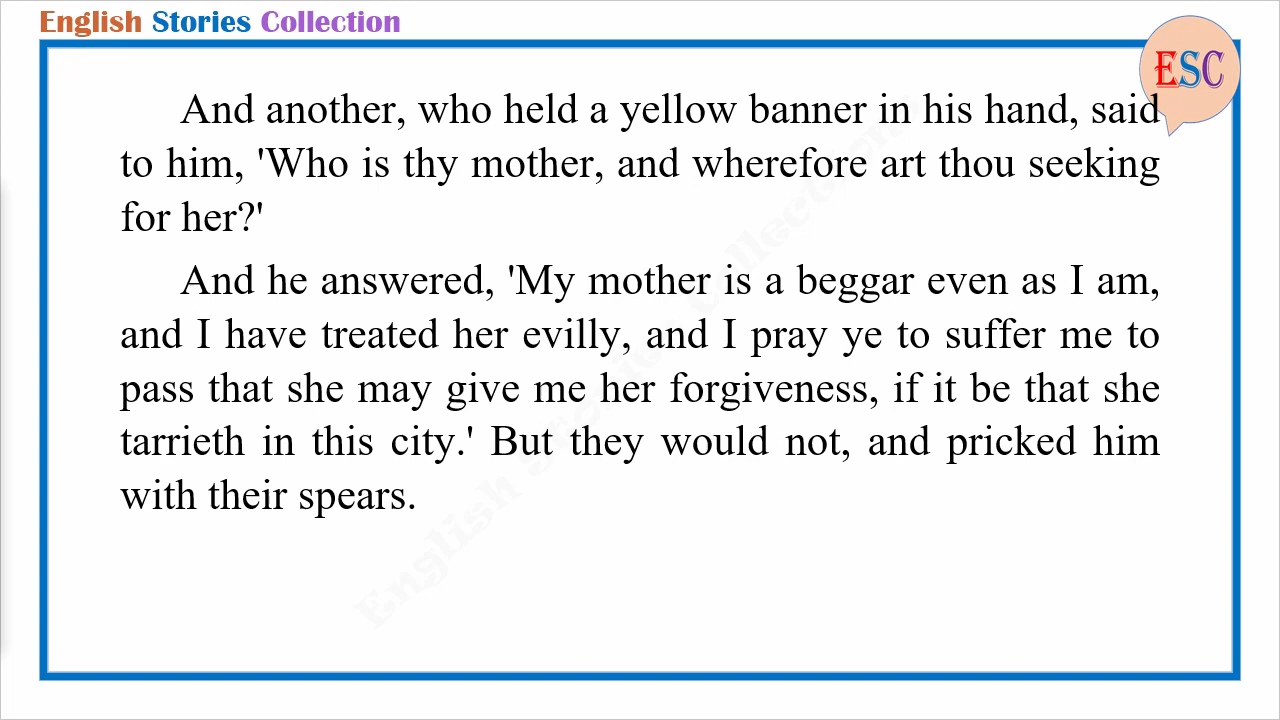 English Stories Collection
ESC
And another, who held a yellow banner in his hand, said
to him, 'Who is thy mother, and wherefore art thou seeking
for her?'
And he answered, 'My mother is a beggar even as I am,
and I have treated her evilly, and I pray ye to suffer me to
pass that she may give me her forgiveness, if it be that she
tarrieth in this city.' But they would not, and pricked him
with their spears.
English Stories Collection